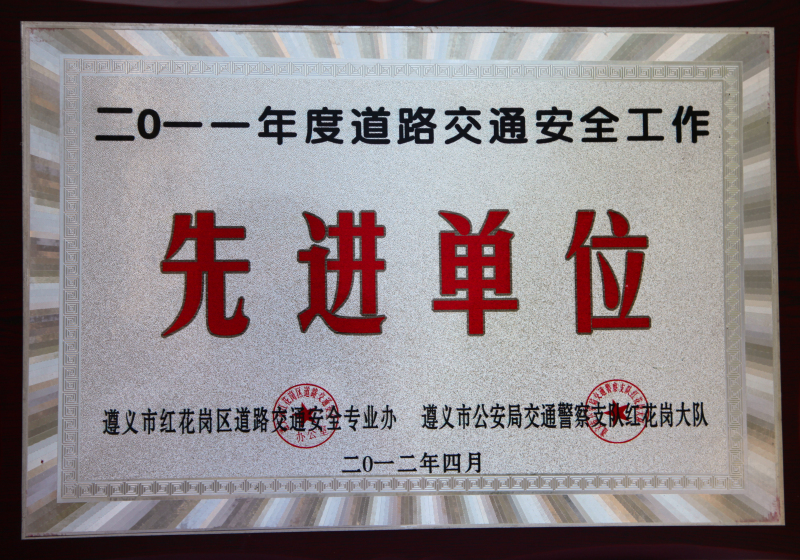 二0一一年度道路交通安全工作
先进单位
遵义市红花岗区道路交通安全专业办 遵义市公安局交通警察支队红花岗大队
二0一二年四月